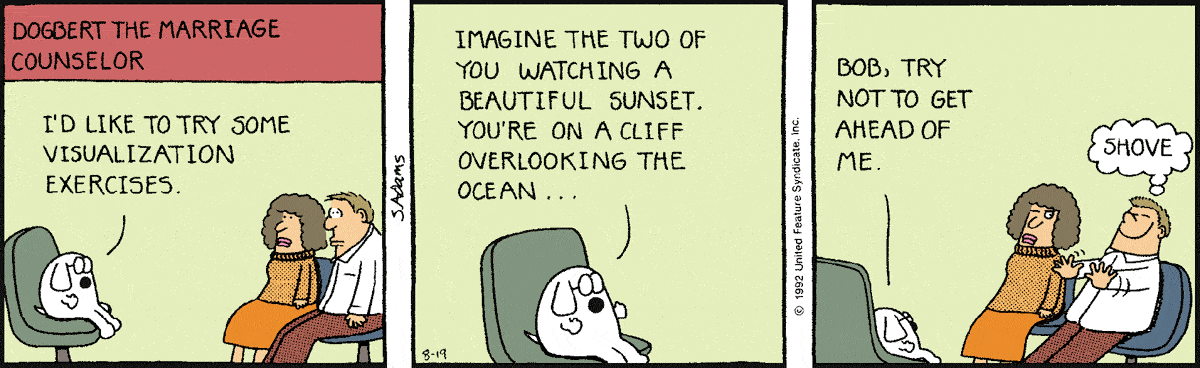 DOGBERT THE MARRIAGE
COUNSELOR
I'D LIKE TO TRY SOME
VISUALIZATION
EXERCISES.
S.Adams
IMAGINE THE TWO OF
YOU WATCHING A
BEAUTIFUL SUNSET.
YOU'RE ON A CLIFF
OVERLOOKING THE
OCEAN...
8-19
© 1992 United Feature Syndicate, Inc.
BOB, TRY
NOT TO GET
AHEAD OF
ME.
SHOVE